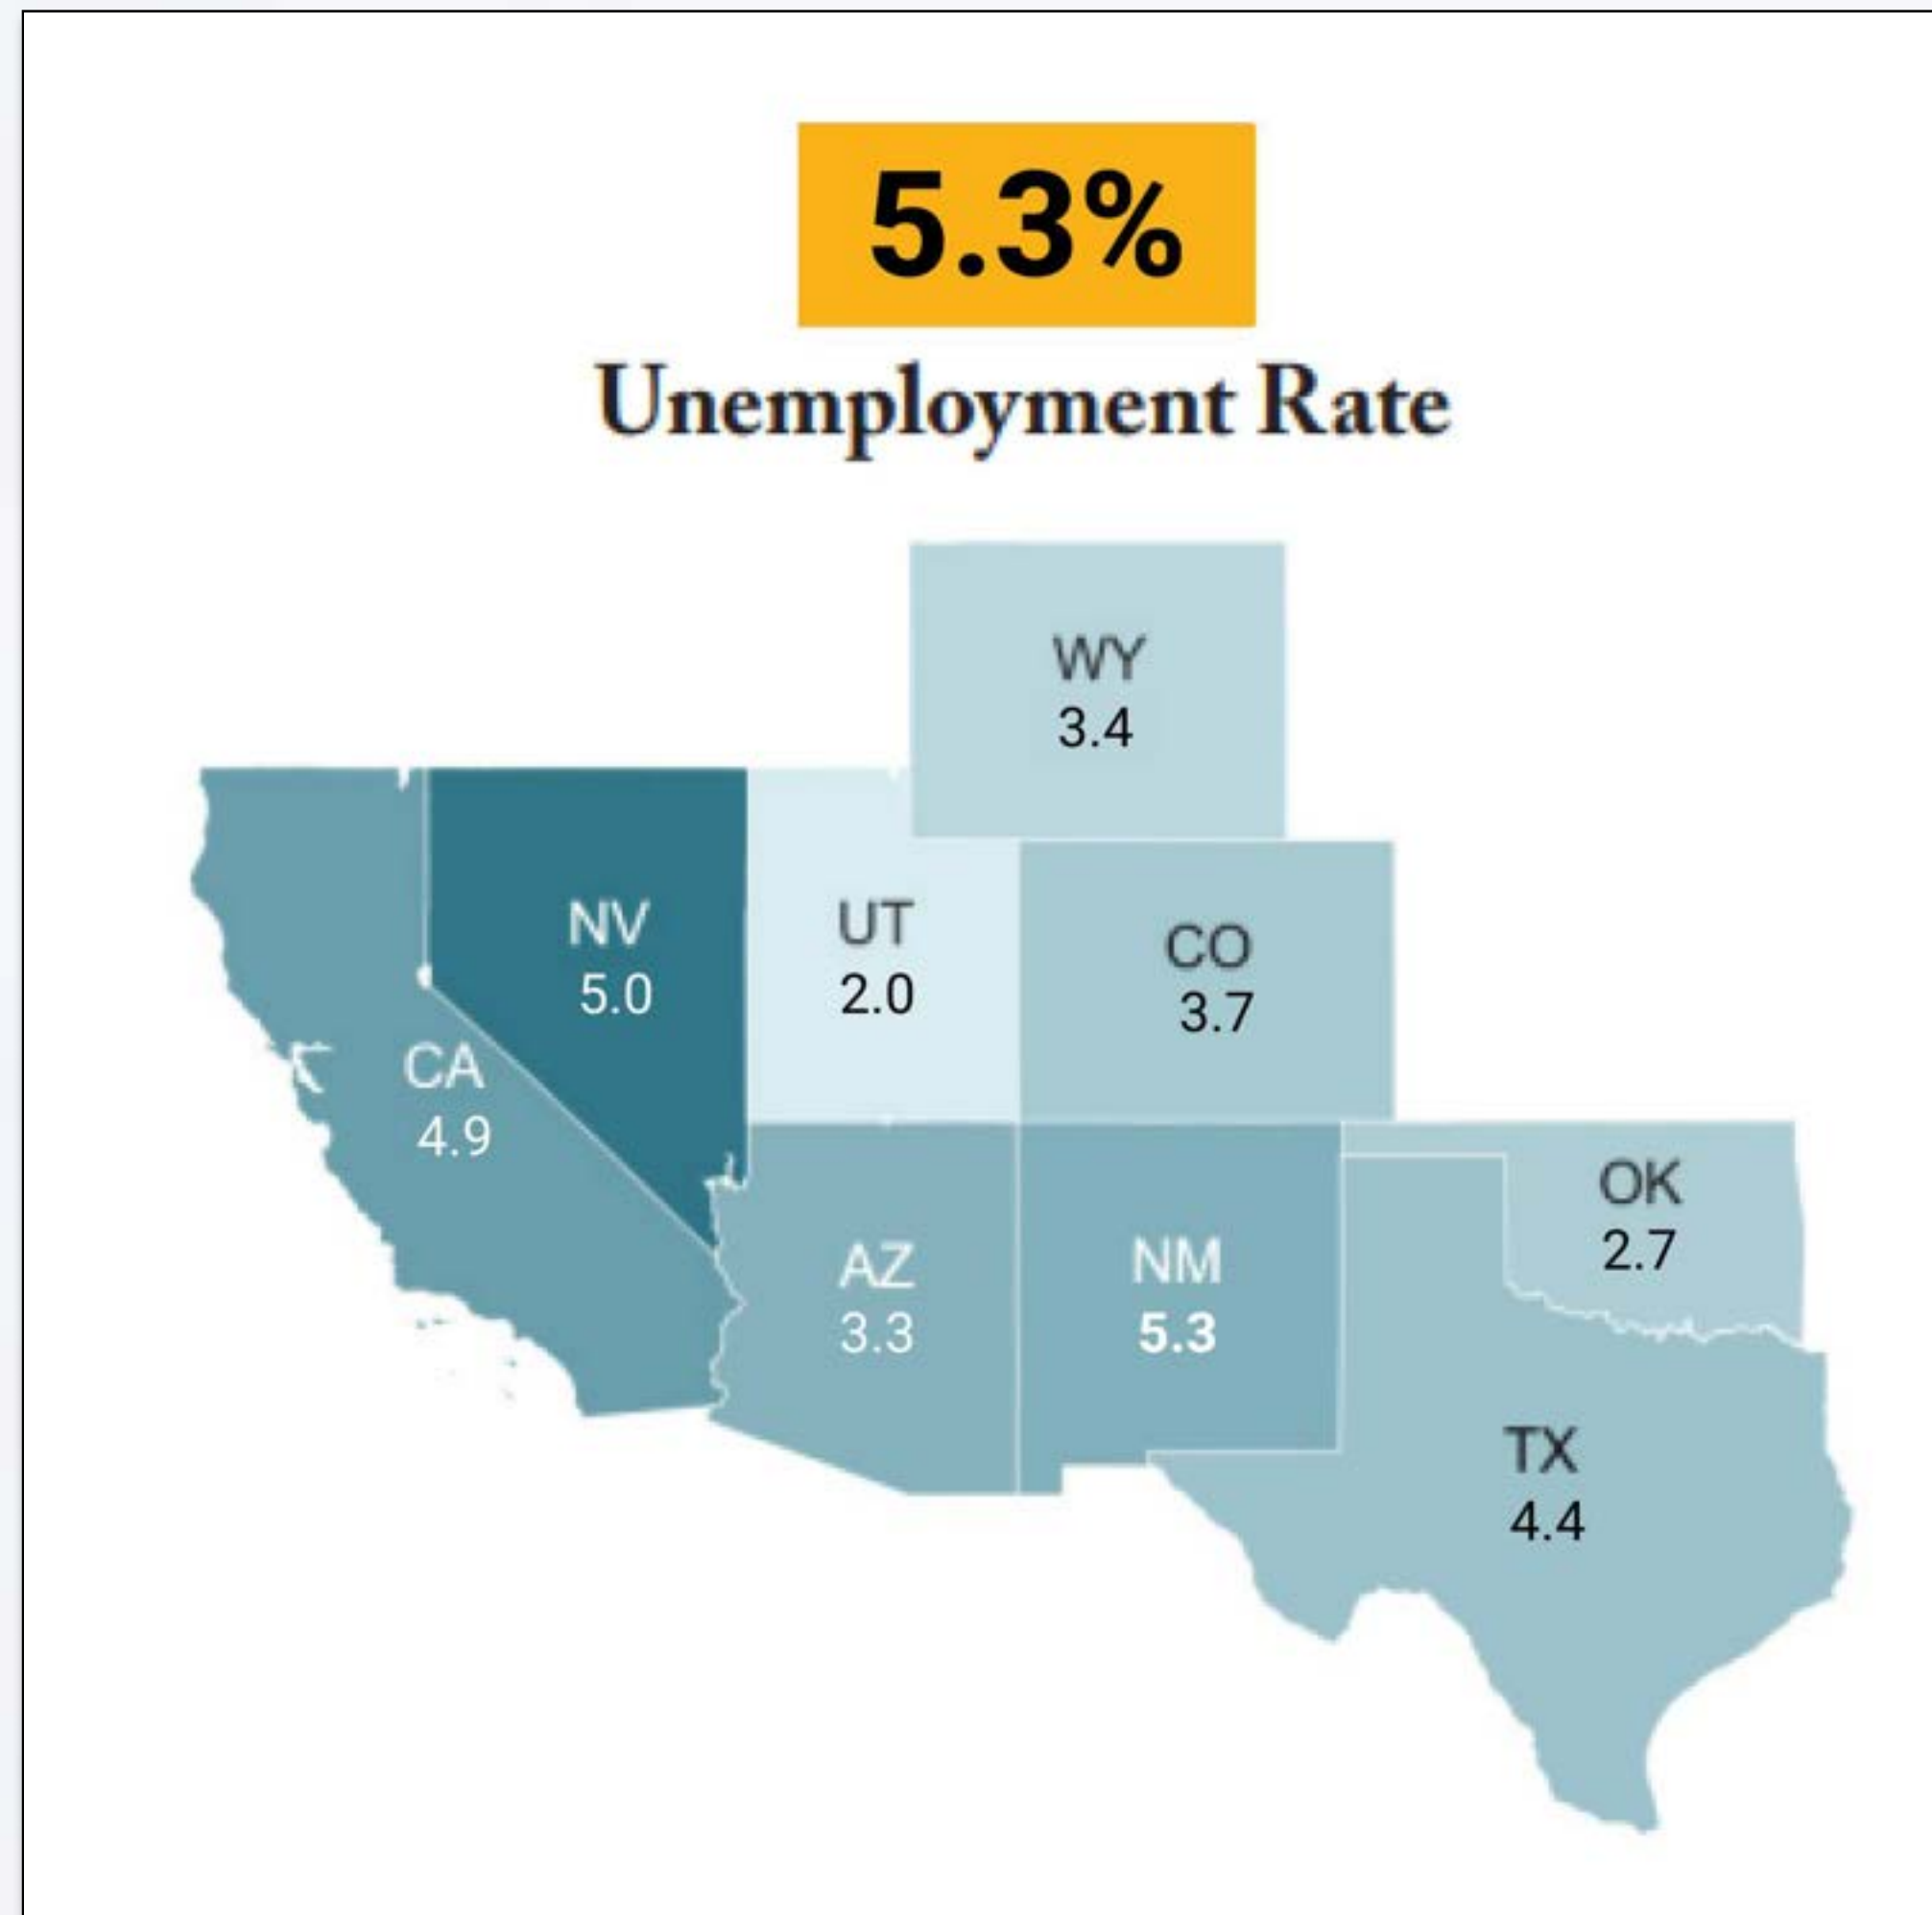 5.3%
Unemployment Rate
WY
3.4
NV
5.0
UT
2.0
CO
3.7
CA
4.9
AZ
3.3
NM
5.3
OK
2.7
TX
4.4